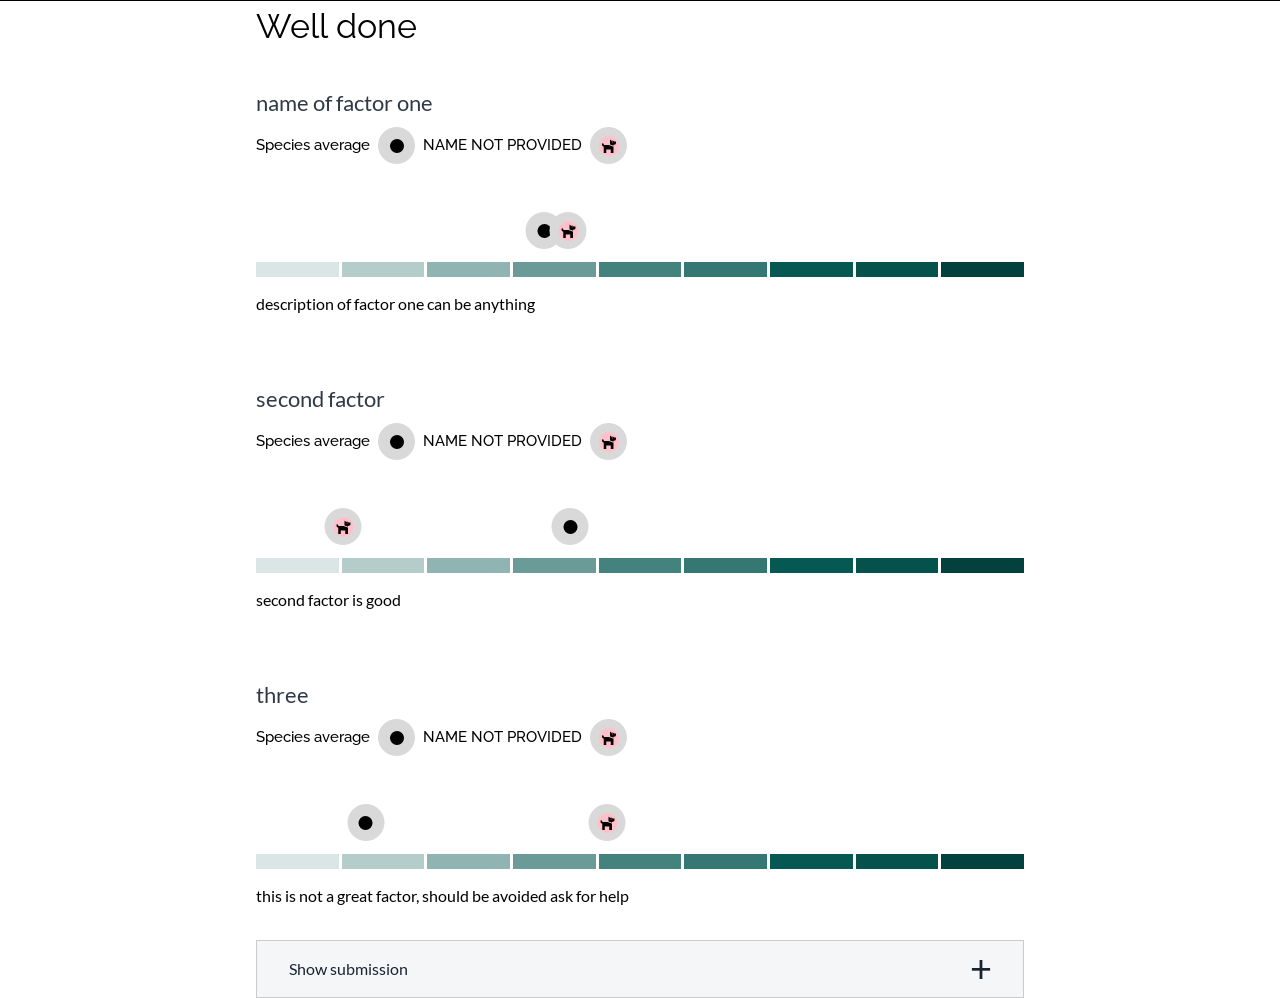 Well done
name of factor one
Species average NAME NOT PROVIDED
description of factor one can be anything
second factor
Species average NAME NOT PROVIDED
second factor is good
three
Species average NAME NOT PROVIDED
this is not a great factor, should be avoided ask for help
Show submission